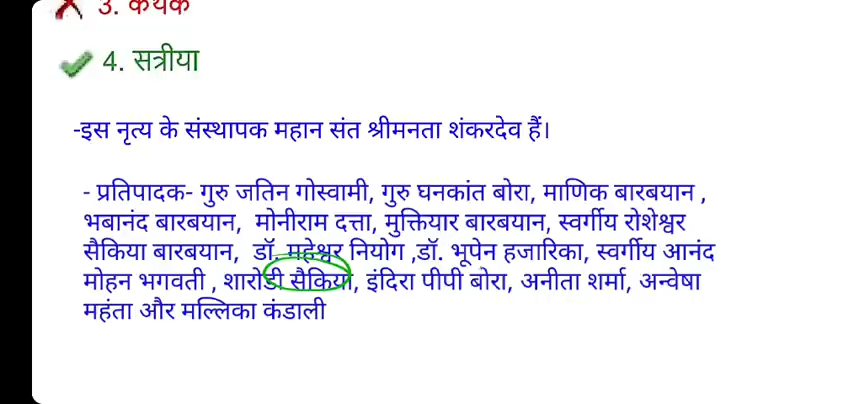 3. कथक
4. सत्रीया
-इस नृत्य के संस्थापक महान संत श्रीमनता शंकरदेव हैं।
- प्रतिपादक- गुरु जतिन गोस्वामी, गुरु घनकांत बोरा, माणिक बारबयान ,
भबानंद बारबयान,  मोनीराम दत्ता, मुक्तियार बारबयान, स्वर्गीय रोशेश्वर
सैकिया बारबयान,  डॉ. महेश्वर नियोग ,डॉ. भूपेन हजारिका, स्वर्गीय आनंद
मोहन भगवती , शारोडी सैकिया, इंदिरा पीपी बोरा, अनीता शर्मा, अन्वेषा
महंता और मल्लिका कंडाली